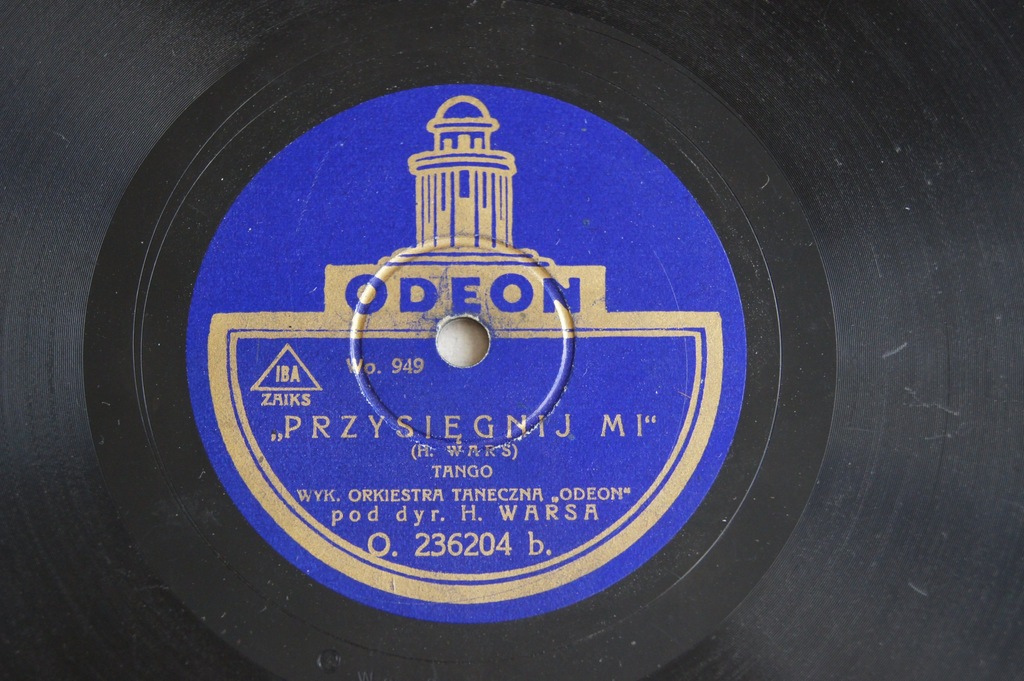 ODEON
IBA
ZAIKS
Wo. 949
„PRZYSIĘGNIJ MI“
(H. WARS)
TANGO
WYK. ORKIESTRA TANECZNA „ODEON“
pod dyr. H. WARSA
O. 236204 b.
W